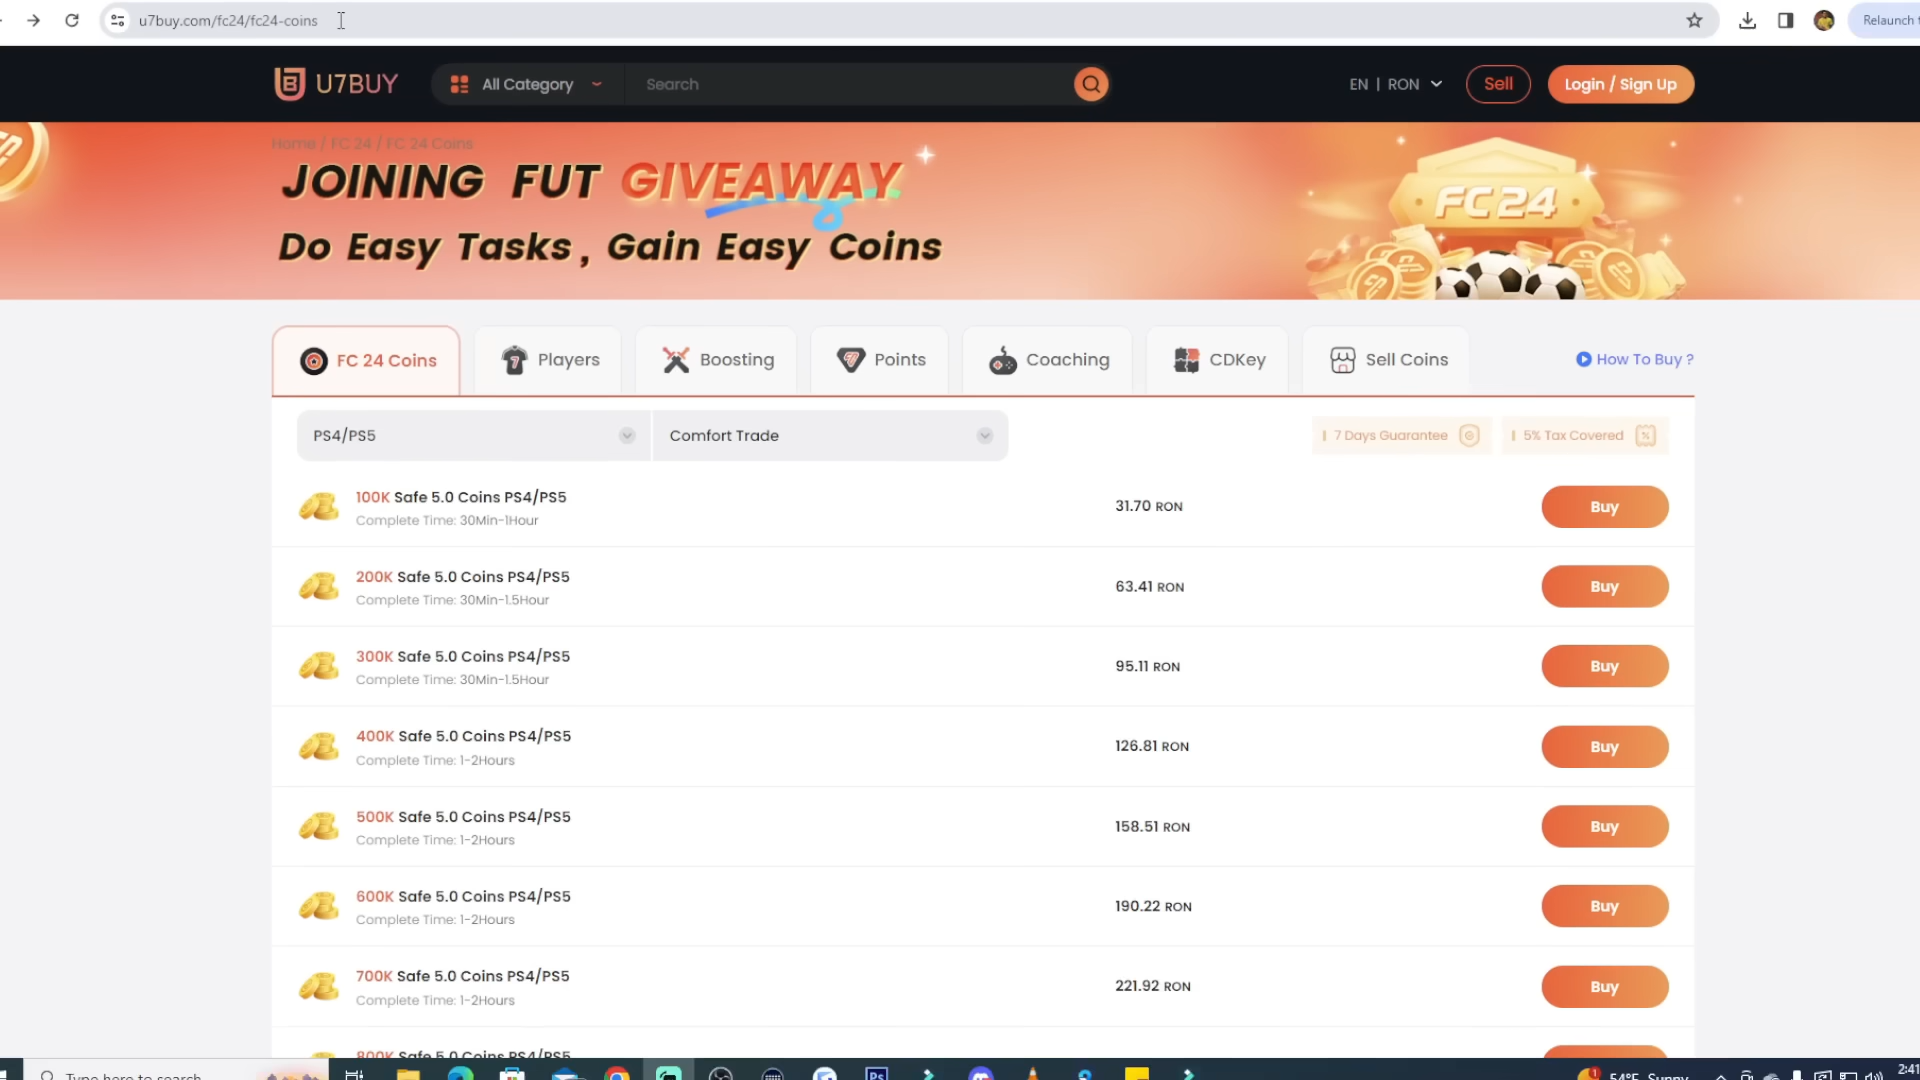 u7buy.com/fc24/fc24-coins
Relaunch
U7BUY
All Category
Search
EN | RON
Sell
Login / Sign Up
Home / FC 24 / FC 24 Coins
JOINING FUT GIVEAWAY
Do Easy Tasks, Gain Easy Coins
FC24
FC 24 Coins
Players
Boosting
Points
Coaching
CDKey
Sell Coins
How To Buy ?
PS4/PS5
Comfort Trade
7 Days Guarantee
5% Tax Covered
100K Safe 5.0 Coins PS4/PS5
Complete Time: 30Min-1Hour
31.70 RON
Buy
200K Safe 5.0 Coins PS4/PS5
Complete Time: 30Min-1.5Hour
63.41 RON
Buy
300K Safe 5.0 Coins PS4/PS5
Complete Time: 30Min-1.5Hour
95.11 RON
Buy
400K Safe 5.0 Coins PS4/PS5
Complete Time: 1-2Hours
126.81 RON
Buy
500K Safe 5.0 Coins PS4/PS5
Complete Time: 1-2Hours
158.51 RON
Buy
600K Safe 5.0 Coins PS4/PS5
Complete Time: 1-2Hours
190.22 RON
Buy
700K Safe 5.0 Coins PS4/PS5
Complete Time: 1-2Hours
221.92 RON
Buy
800K Safe 5.0 Coins PS4/PS5
Type here to search
Ps
54°F Sunny
2:41